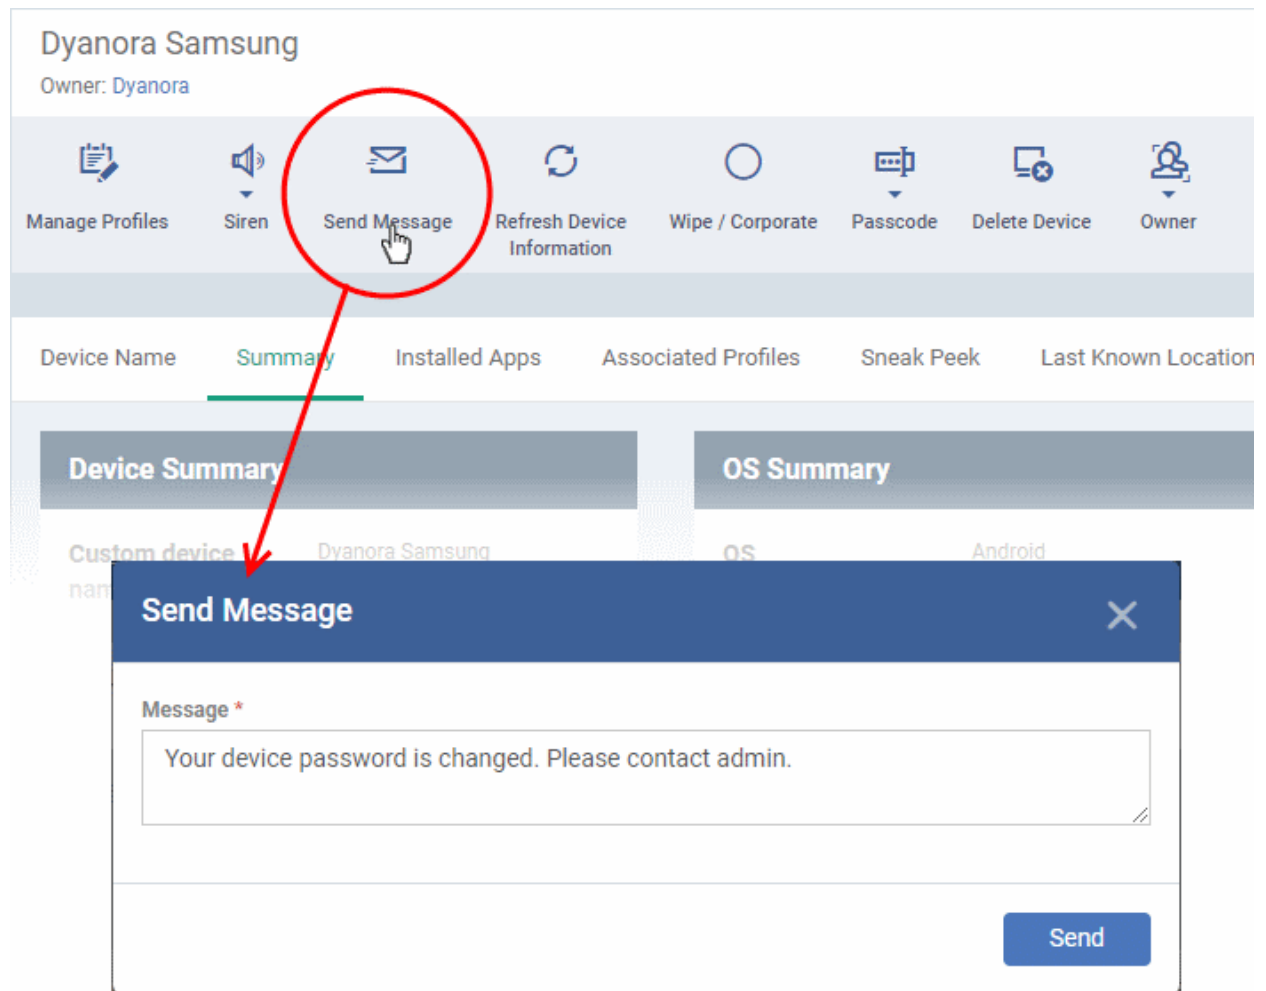 Dyanora Samsung
Owner: Dyanora
Manage Profiles
Siren
Send Message
Refresh Device
Information
Wipe / Corporate
Passcode
Delete Device
Owner
Device Name
Summary
Installed Apps
Associated Profiles
Sneak Peek
Last Known Location
Device Summary
OS Summary
Custom device
nam
Dyanora Samsung
OS
Android
Send Message
Message *
Your device password is changed. Please contact admin.
Send